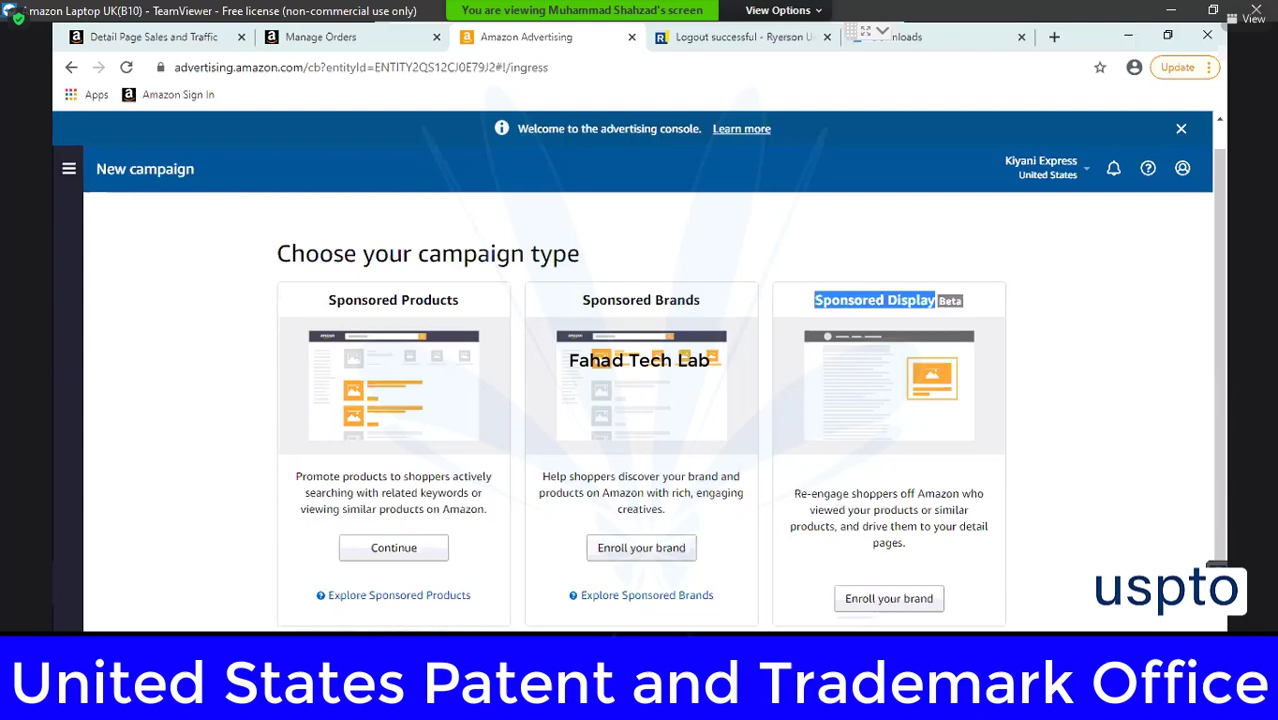 Amazon Laptop UK(B10) - TeamViewer - Free license (non-commercial use only)
You are viewing Muhammad Shahzad's screen
View Options
View
Detail Page Sales and Traffic
Manage Orders
Amazon Advertising
Logout successful - Ryerson U
advertising.amazon.com/cb?entityId=ENTITY2QS12CJ0E79J2#!/ingress
Update
Apps
Amazon Sign In
Welcome to the advertising console. Learn more
New campaign
Kiyani Express
United States
Choose your campaign type
Sponsored Products
Sponsored Brands
Sponsored Display Beta
Fahad Tech Lab
Promote products to shoppers actively
searching with related keywords or
viewing similar products on Amazon.
Continue
Explore Sponsored Products
Help shoppers discover your brand and
products on Amazon with rich, engaging
creatives.
Enroll your brand
Explore Sponsored Brands
Re-engage shoppers off Amazon who
viewed your products or similar
products, and drive them to your detail
pages.
Enroll your brand
uspto
United States Patent and Trademark Office